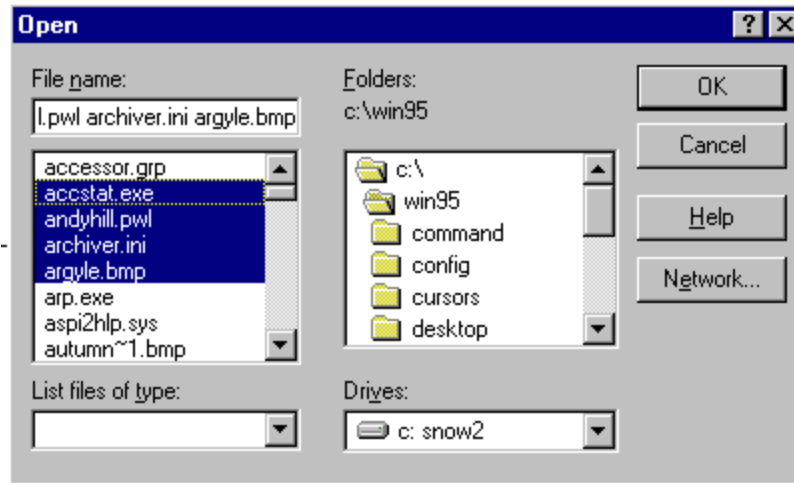 Open
File name:
l.pwl archiver.ini argyle.bmp
accessor.grp
accstat.exe
andyhill.pwl
archiver.ini
argyle.bmp
arp.exe
aspi2hlp.sys
autumn~1.bmp
List files of type:
Folders:
c:\win95
c:\
win95
command
config
cursors
desktop
Drives:
c: snow2
OK
Cancel
Help
Network...